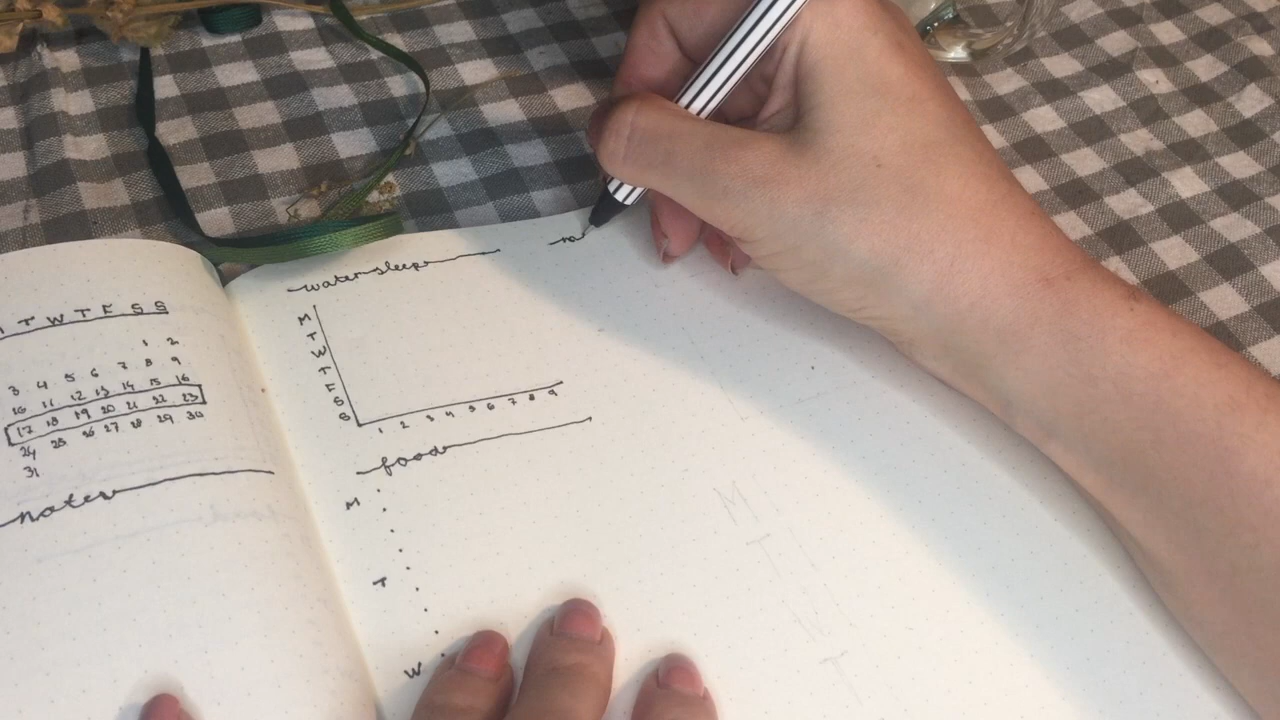 M T W T F S S
1 2
3 4 5 6 7 8 9
10 11 12 13 14 15 16
17 18 19 20 21 22 23
24 25 26 27 28 29 30
31
notes
water sleep
M
T
W
T
F
S
S
1 2 3 4 5 6 7 8 9
food
M
T
W
M
T
T